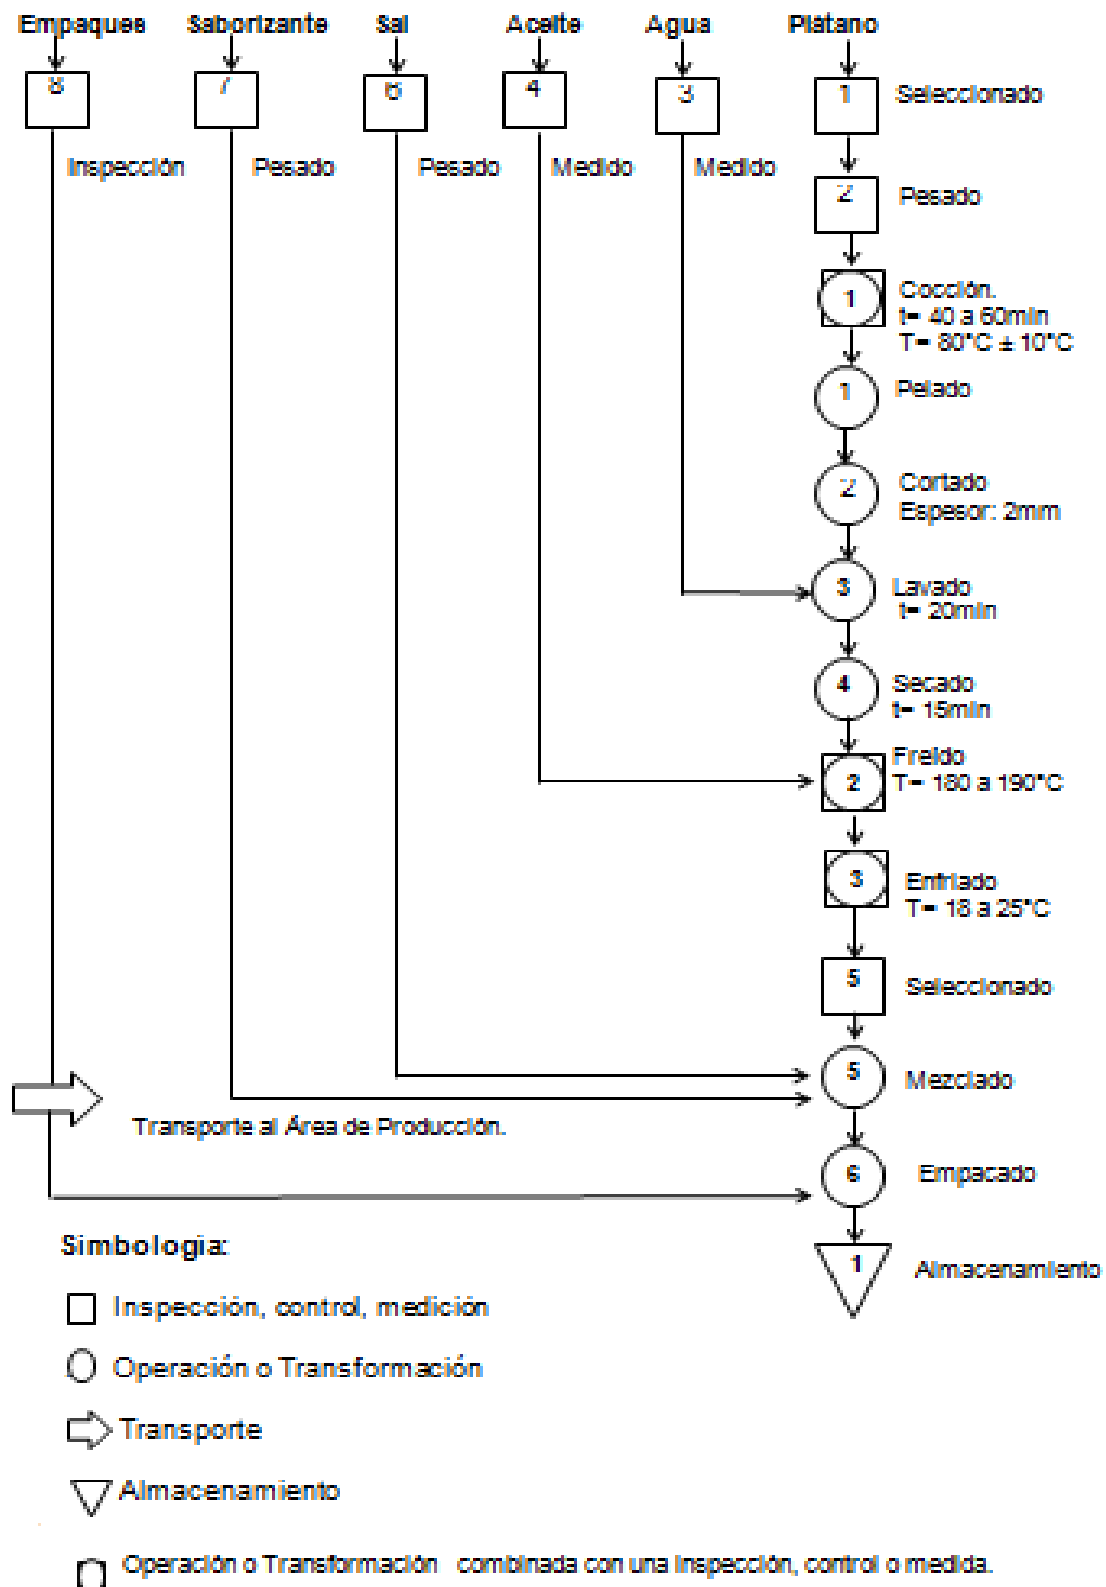 Empaques Saborizante Sal Aceite Agua Plátano
8 7 6 4 3 1 Seleccionado
Inspección Pesado Pesado Medido Medido
2 Pesado
1 Cocción.
t= 40 a 60min
T= 80°C ± 10°C
1 Pelado
2 Cortado
Espesor: 2mm
3 Lavado
t= 20min
4 Secado
t= 15min
Freído
2 T= 180 a 190°C
3 Enfriado
T= 18 a 25°C
5 Seleccionado
5 Mezclado
Transporte al Área de Producción.
6 Empacado
1 Almacenamiento
Simbología:
Inspección, control, medición
Operación o Transformación
Transporte
Almacenamiento
Operación o Transformación combinada con una inspección, control o medida.